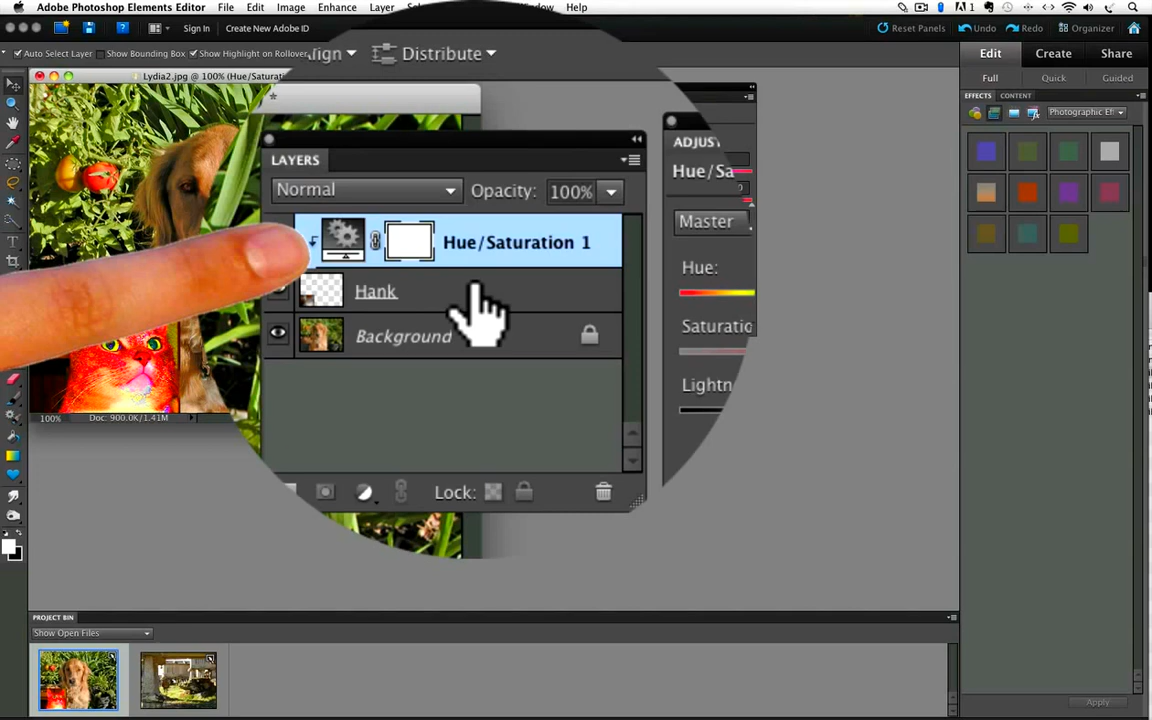 Adobe Photoshop Elements Editor File Edit Image Enhance Layer Window Help
Sign In Create New Adobe ID Reset Panels Undo Redo Organizer
Auto Select Layer Show Bounding Box Show Highlight on Rollover
Distribute
Edit Create Share
Full Quick Guided
Lydia2.jpg @ 100% (Hue/Saturati
EFFECTS CONTENT
Photographic Ef
LAYERS
Normal Opacity: 100%
Hue/Saturation 1
Hank
Background
Lock:
ADJUS
Hue/Sa
Master
Hue:
Saturatio
Lightn
100% Doc: 900.0K/1.41M
PROJECT BIN
Show Open Files
Apply